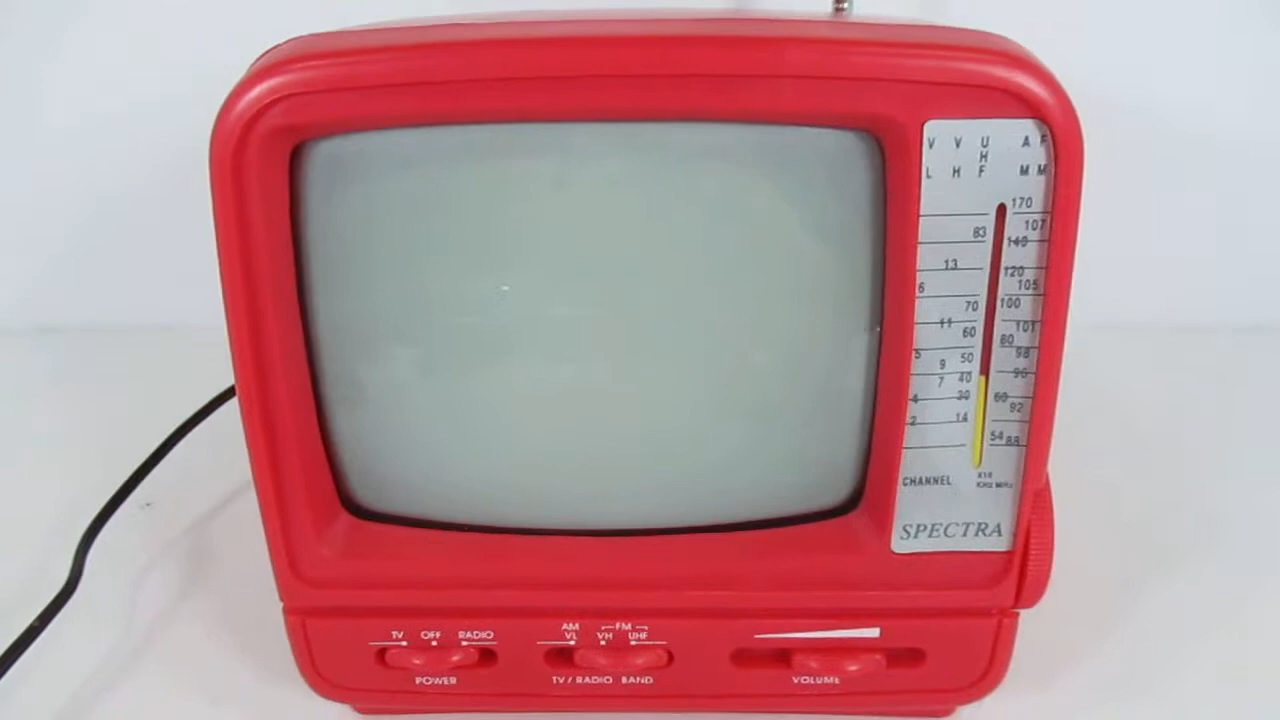 V V U H F A F
L H M M
170
83 107
140
13 120
6 105
70 100
11 101
60 80
5 98
9 50 96
7 40
4 30 60
92
2 14
54 88
CHANNEL KHz MHz
SPECTRA
TV OFF RADIO
POWER
AM FM
VL VH UHF
TV / RADIO BAND
VOLUME